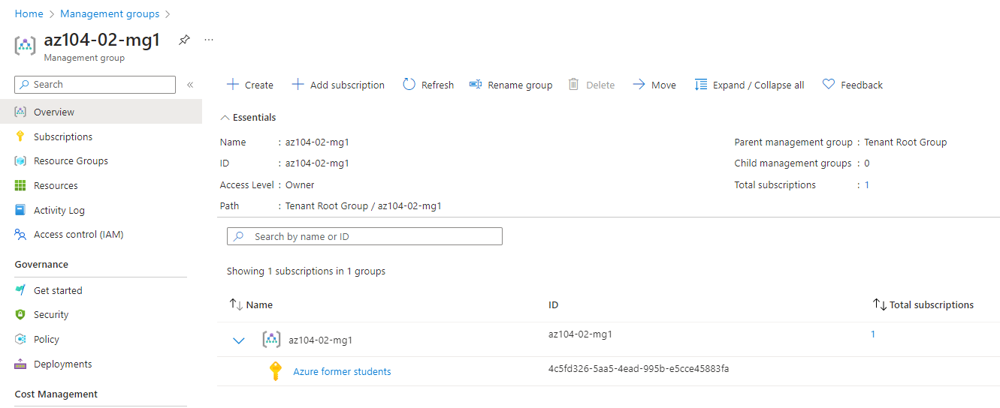 Home > Management groups >
az104-02-mg1 ...
Management group
Search «
Overview
Subscriptions
Resource Groups
Resources
Activity Log
Access control (IAM)
Governance
Get started
Security
Policy
Deployments
Cost Management
Create Add subscription Refresh Rename group Delete Move Expand / Collapse all Feedback
Essentials
Name : az104-02-mg1 Parent management group : Tenant Root Group
ID : az104-02-mg1 Child management groups : 0
Access Level : Owner Total subscriptions : 1
Path : Tenant Root Group / az104-02-mg1
Search by name or ID
Showing 1 subscriptions in 1 groups
Name ID Total subscriptions
az104-02-mg1 az104-02-mg1 1
Azure former students 4c5fd326-5aa5-4ead-995b-e5cce45883fa